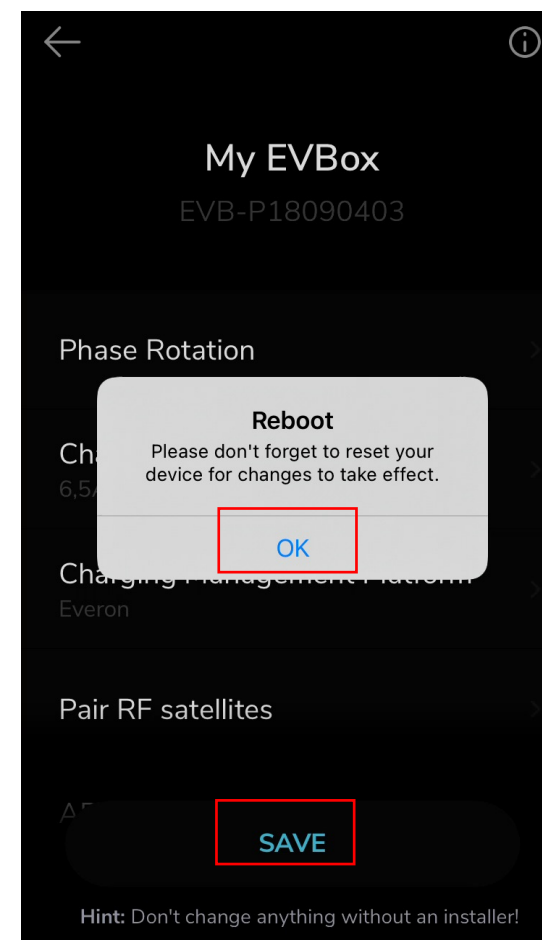 My EVBox
EVB-P18090403
Phase Rotation
Reboot
Please don't forget to reset your
device for changes to take effect.
OK
Everon
Pair RF satellites
SAVE
Hint: Don't change anything without an installer!